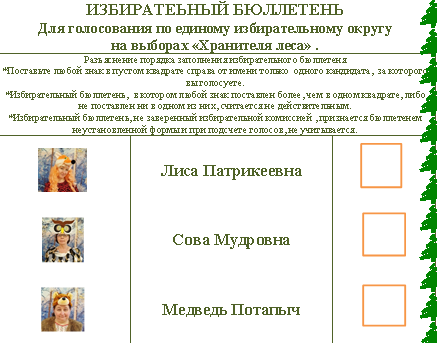 ИЗБИРАТЕЬНЫЙ БЮЛЛЕТЕНЬ
Для голосования по единому избирательному округу
на выборах «Хранителя леса» .
Разъяснение порядка заполнения избирательного бюллетеня
*Поставьте любой знак в пустом квадрате справа от имени только одного кандидата, за которого
вы голосуете.
*Избирательный бюллетень, в котором любой знак поставлен более, чем в одном квадрате, либо
не поставлен ни в одном из них, считается не действительным.
*Избирательный бюллетень, не заверенный избирательной комиссией , признается бюллетенем
неустановленной формы и при подсчете голосов, не учитывается.
Лиса Патрикеевна
Сова Мудровна
Медведь Потапыч